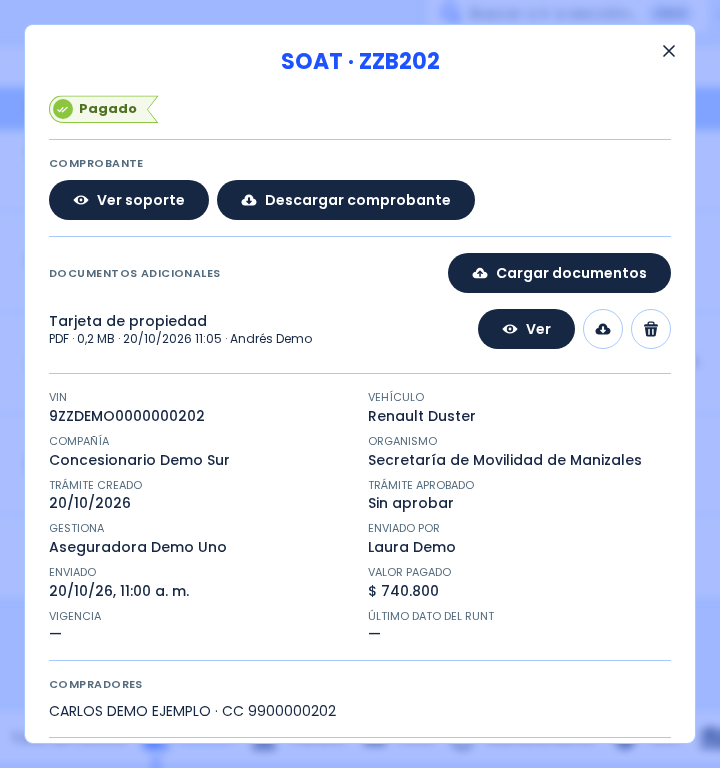 SOAT · ZZB202
Pagado
COMPROBANTE
Ver soporte
Descargar comprobante
DOCUMENTOS ADICIONALES
Cargar documentos
Tarjeta de propiedad
PDF · 0,2 MB · 20/10/2026 11:05 · Andrés Demo
Ver
VIN
9ZZDEMO0000000202
VEHÍCULO
Renault Duster
COMPAÑÍA
Concesionario Demo Sur
ORGANISMO
Secretaría de Movilidad de Manizales
TRÁMITE CREADO
20/10/2026
TRÁMITE APROBADO
Sin aprobar
GESTIONA
Aseguradora Demo Uno
ENVIADO POR
Laura Demo
ENVIADO
20/10/26, 11:00 a. m.
VALOR PAGADO
$ 740.800
VIGENCIA
—
ÚLTIMO DATO DEL RUNT
—
COMPRADORES
CARLOS DEMO EJEMPLO · CC 9900000202